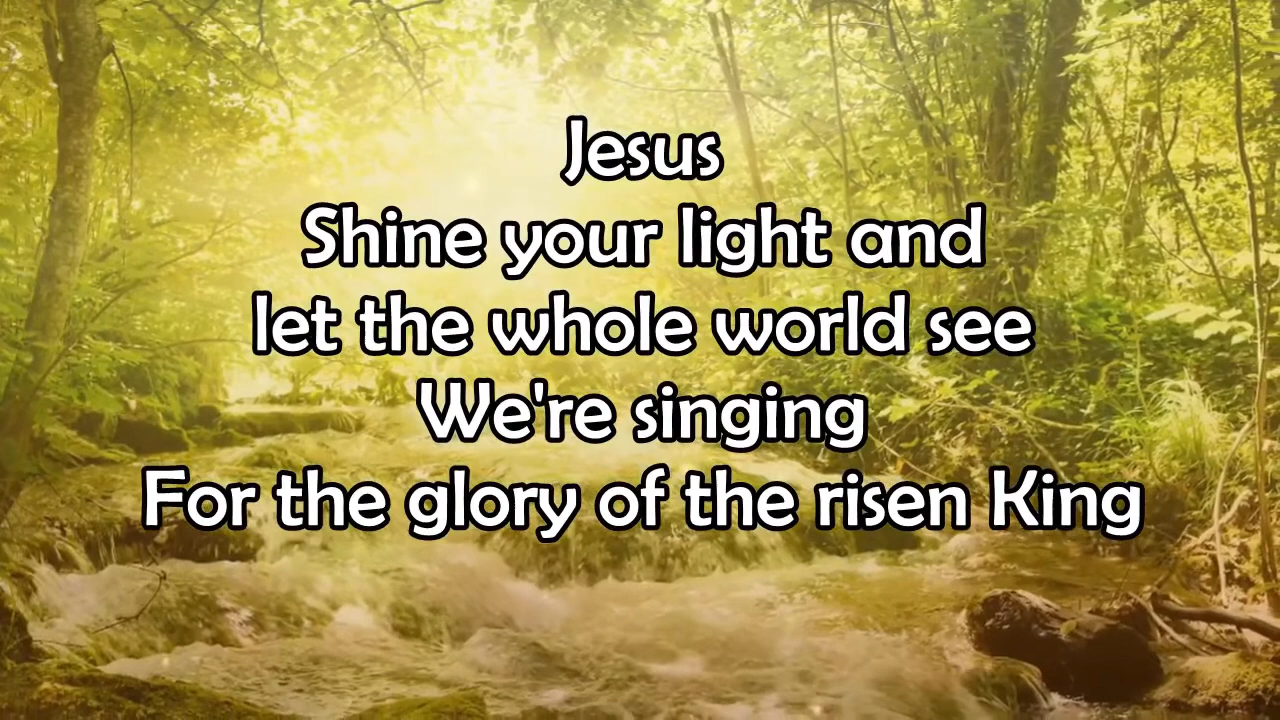 Jesus
Shine your light and
let the whole world see
We're singing
For the glory of the risen King